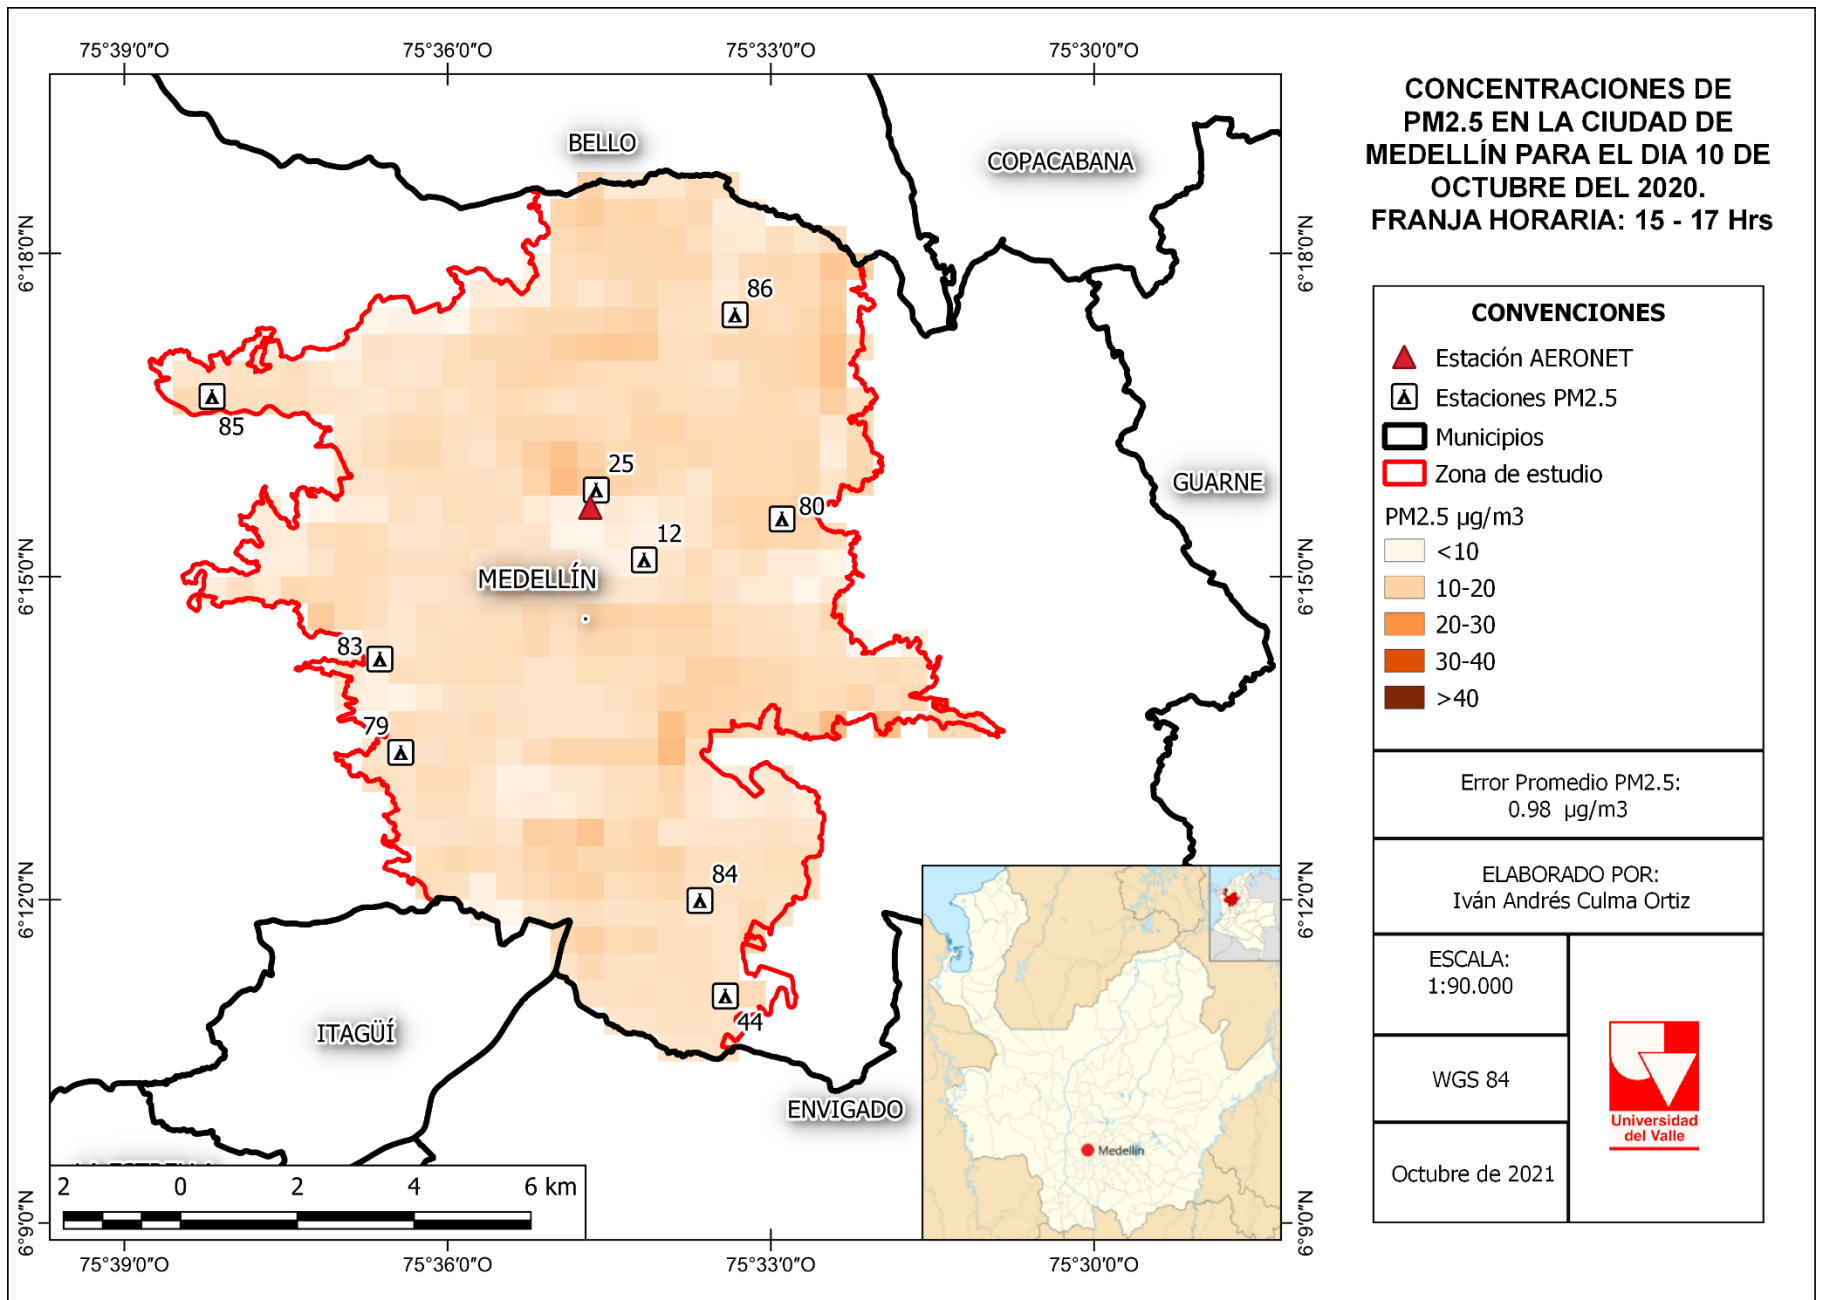 75°39'0"O
75°36'0"O
75°33'0"O
75°30'0"O
6°18'0"N
6°15'0"N
6°12'0"N
6°9'0"N
6°18'0"N
6°15'0"N
6°12'0"N
6°9'0"N
BELLO
COPACABANA
86
85
25
GUARNE
80
12
MEDELLÍN
83
79
84
44
ITAGÜÍ
ENVIGADO
LA ESTRELLA
Medellín
2 0 2 4 6 km
75°39'0"O
75°36'0"O
75°33'0"O
75°30'0"O
CONCENTRACIONES DE
PM2.5 EN LA CIUDAD DE
MEDELLÍN PARA EL DIA 10 DE
OCTUBRE DEL 2020.
FRANJA HORARIA: 15 - 17 Hrs
CONVENCIONES
Estación AERONET
Estaciones PM2.5
Municipios
Zona de estudio
PM2.5 µg/m3
<10
10-20
20-30
30-40
>40
Error Promedio PM2.5:
0.98 µg/m3
ELABORADO POR:
Iván Andrés Culma Ortiz
ESCALA:
1:90.000
WGS 84
Octubre de 2021
Universidad
del Valle